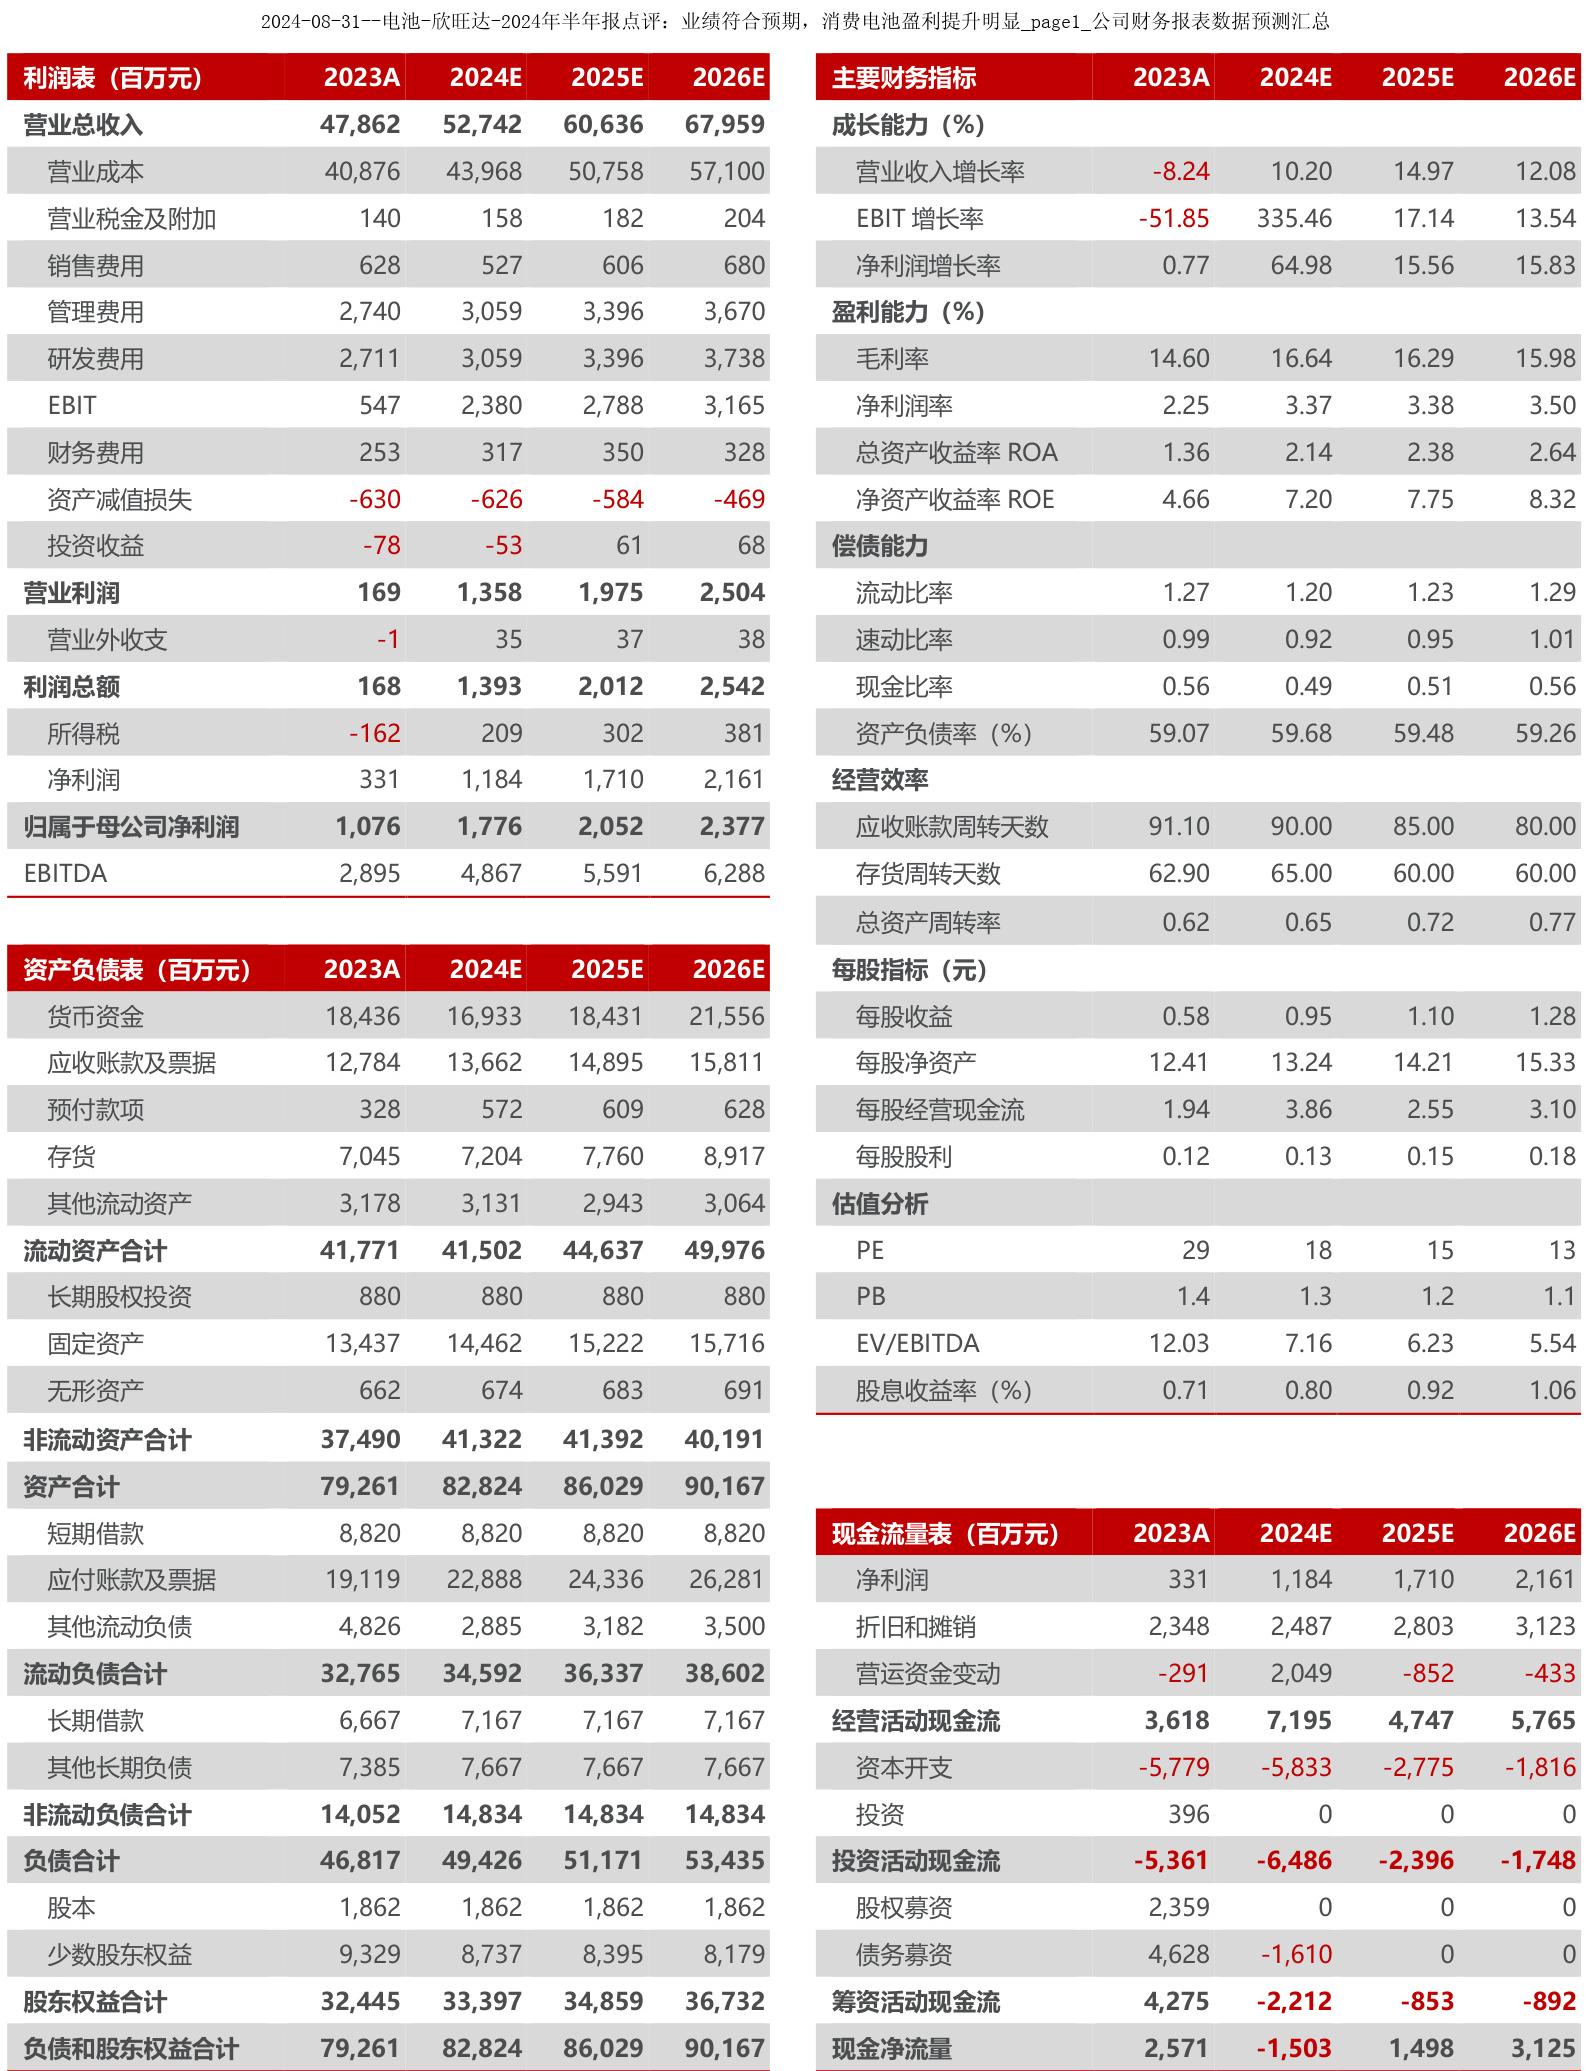 2024-08-31--电池-欣旺达-2024年半年报点评：业绩符合预期，消费电池盈利提升明显_page1_公司财务报表数据预测汇总
利润表（百万元） 2023A 2024E 2025E 2026E
营业总收入 47,862 52,742 60,636 67,959
营业成本 40,876 43,968 50,758 57,100
营业税金及附加 140 158 182 204
销售费用 628 527 606 680
管理费用 2,740 3,059 3,396 3,670
研发费用 2,711 3,059 3,396 3,738
EBIT 547 2,380 2,788 3,165
财务费用 253 317 350 328
资产减值损失 -630 -626 -584 -469
投资收益 -78 -53 61 68
营业利润 169 1,358 1,975 2,504
营业外收支 -1 35 37 38
利润总额 168 1,393 2,012 2,542
所得税 -162 209 302 381
净利润 331 1,184 1,710 2,161
归属于母公司净利润 1,076 1,776 2,052 2,377
EBITDA 2,895 4,867 5,591 6,288
资产负债表（百万元） 2023A 2024E 2025E 2026E
货币资金 18,436 16,933 18,431 21,556
应收账款及票据 12,784 13,662 14,895 15,811
预付款项 328 572 609 628
存货 7,045 7,204 7,760 8,917
其他流动资产 3,178 3,131 2,943 3,064
流动资产合计 41,771 41,502 44,637 49,976
长期股权投资 880 880 880 880
固定资产 13,437 14,462 15,222 15,716
无形资产 662 674 683 691
非流动资产合计 37,490 41,322 41,392 40,191
资产合计 79,261 82,824 86,029 90,167
短期借款 8,820 8,820 8,820 8,820
应付账款及票据 19,119 22,888 24,336 26,281
其他流动负债 4,826 2,885 3,182 3,500
流动负债合计 32,765 34,592 36,337 38,602
长期借款 6,667 7,167 7,167 7,167
其他长期负债 7,385 7,667 7,667 7,667
非流动负债合计 14,052 14,834 14,834 14,834
负债合计 46,817 49,426 51,171 53,435
股本 1,862 1,862 1,862 1,862
少数股东权益 9,329 8,737 8,395 8,179
股东权益合计 32,445 33,397 34,859 36,732
负债和股东权益合计 79,261 82,824 86,029 90,167
主要财务指标 2023A 2024E 2025E 2026E
成长能力（%）
营业收入增长率 -8.24 10.20 14.97 12.08
EBIT 增长率 -51.85 335.46 17.14 13.54
净利润增长率 0.77 64.98 15.56 15.83
盈利能力（%）
毛利率 14.60 16.64 16.29 15.98
净利润率 2.25 3.37 3.38 3.50
总资产收益率 ROA 1.36 2.14 2.38 2.64
净资产收益率 ROE 4.66 7.20 7.75 8.32
偿债能力
流动比率 1.27 1.20 1.23 1.29
速动比率 0.99 0.92 0.95 1.01
现金比率 0.56 0.49 0.51 0.56
资产负债率（%） 59.07 59.68 59.48 59.26
经营效率
应收账款周转天数 91.10 90.00 85.00 80.00
存货周转天数 62.90 65.00 60.00 60.00
总资产周转率 0.62 0.65 0.72 0.77
每股指标（元）
每股收益 0.58 0.95 1.10 1.28
每股净资产 12.41 13.24 14.21 15.33
每股经营现金流 1.94 3.86 2.55 3.10
每股股利 0.12 0.13 0.15 0.18
估值分析
PE 29 18 15 13
PB 1.4 1.3 1.2 1.1
EV/EBITDA 12.03 7.16 6.23 5.54
股息收益率（%） 0.71 0.80 0.92 1.06
现金流量表（百万元） 2023A 2024E 2025E 2026E
净利润 331 1,184 1,710 2,161
折旧和摊销 2,348 2,487 2,803 3,123
营运资金变动 -291 2,049 -852 -433
经营活动现金流 3,618 7,195 4,747 5,765
资本开支 -5,779 -5,833 -2,775 -1,816
投资 396 0 0 0
投资活动现金流 -5,361 -6,486 -2,396 -1,748
股权募资 2,359 0 0 0
债务募资 4,628 -1,610 0 0
筹资活动现金流 4,275 -2,212 -853 -892
现金净流量 2,571 -1,503 1,498 3,125